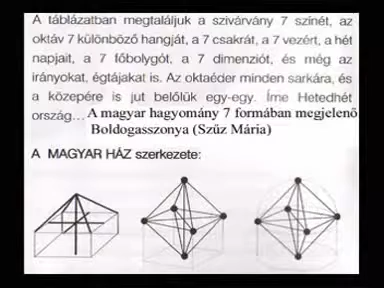 A táblázatban megtaláljuk a szivárvány 7 színét, az
oktáv 7 különböző hangját, a 7 csakrát, a 7 vezért, a hét
napjait, a 7 főbolygót, a 7 dimenziót, és még az
irányokat, égtájakat is. Az oktaéder minden sarkára, és
a közepére is jut belőlük egy-egy. Íme Hetedhét
ország...A magyar hagyomány 7 formában megjelenő
Boldogasszonya (Szűz Mária)
A MAGYAR HÁZ szerkezete: